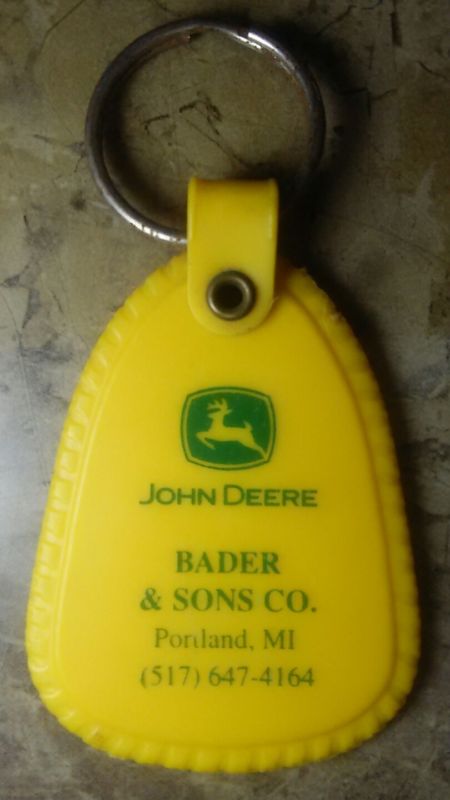 JOHN DEERE
BADER
& SONS CO.
Portland, MI
(517) 647-4164